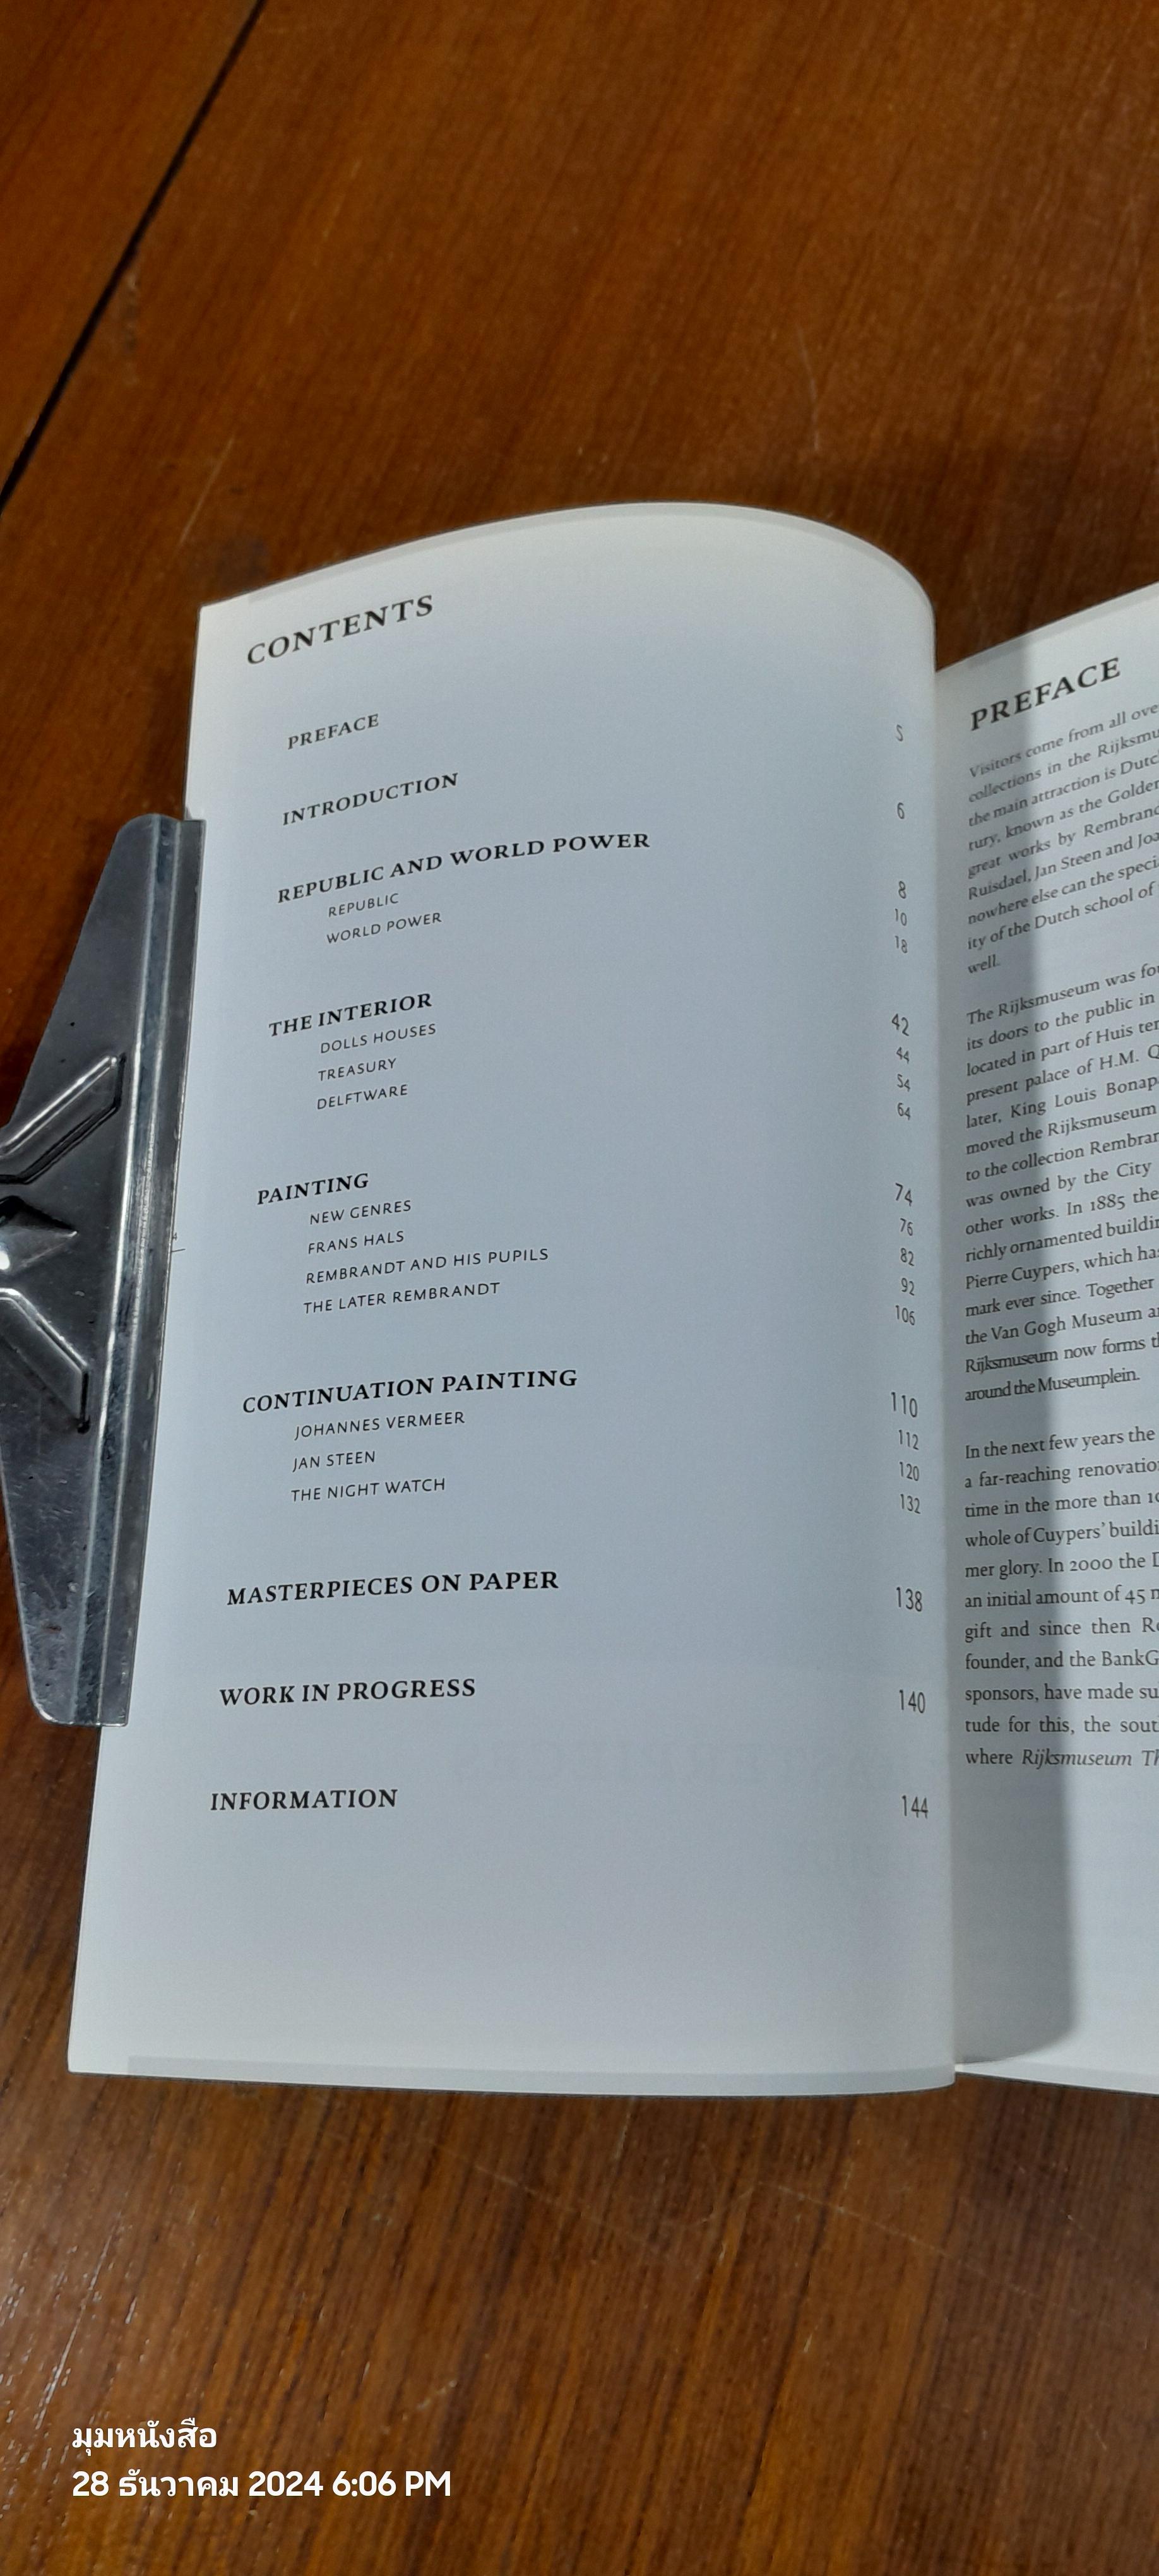 CONTENTS
PREFACE 5
INTRODUCTION 6
REPUBLIC AND WORLD POWER 8
REPUBLIC 10
WORLD POWER 18
THE INTERIOR 42
DOLLS HOUSES 44
TREASURY 54
DELFTWARE 64
PAINTING 74
NEW GENRES 76
FRANS HALS 82
REMBRANDT AND HIS PUPILS 92
THE LATER REMBRANDT 106
CONTINUATION PAINTING 110
JOHANNES VERMEER 112
JAN STEEN 120
THE NIGHT WATCH 132
MASTERPIECES ON PAPER 138
WORK IN PROGRESS 140
INFORMATION 144
PREFACE
Visitors come from all ove
collections in the Rijksmu
the main attraction is Dutc
tury, known as the Golden
great works by Rembrand
Ruisdael, Jan Steen and Joa
nowhere else can the speci
ity of the Dutch school of
well.
The Rijksmuseum was fo
its doors to the public in
located in part of Huis ter
present palace of H.M. Q
later, King Louis Bonap
moved the Rijksmuseum
to the collection Rembran
was owned by the City
other works. In 1885 the
richly ornamented buildin
Pierre Cuypers, which ha
mark ever since. Together
the Van Gogh Museum a
Rijksmuseum now forms t
around the Museumplein.
In the next few years the
a far-reaching renovatio
time in the more than 10
whole of Cuypers' buildi
mer glory. In 2000 the D
an initial amount of 45 m
gift and since then R
founder, and the BankG
sponsors, have made su
tude for this, the sout
where Rijksmuseum Th
มุมหนังสือ
28 ธันวาคม 2024 6:06 PM